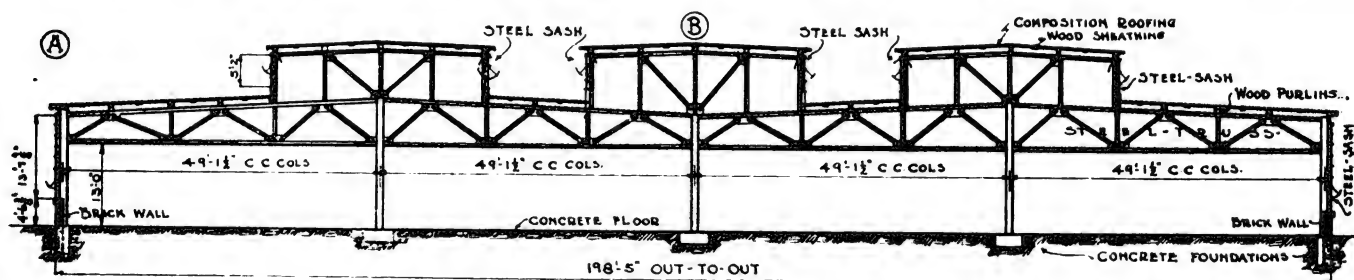 A
STEEL SASH
B
STEEL SASH
COMPOSITION ROOFING
WOOD SHEATHING
STEEL-SASH
5'2"
WOOD PURLINS
STEEL-TRUSS-
49'-1½" C C COLS.
49'-1½" C C COLS.
49'-1½" C C COLS.
49'-1½" C C COLS.
13'-0"
STEEL-SASH
BRICK WALL
CONCRETE FLOOR
BRICK WALL
CONCRETE FOUNDATIONS
198'-5" OUT-TO-OUT